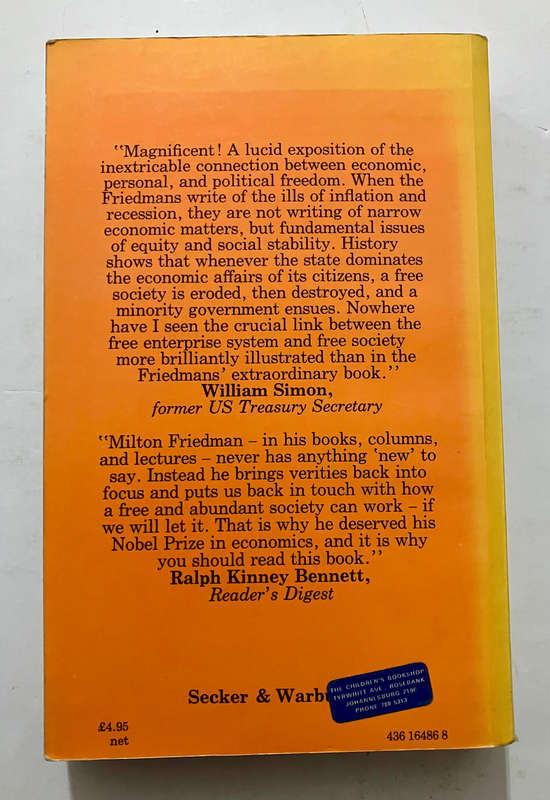 "Magnificent! A lucid exposition of the
inextricable connection between economic,
personal, and political freedom. When the
Friedmans write of the ills of inflation and
recession, they are not writing of narrow
economic matters, but fundamental issues
of equity and social stability. History
shows that whenever the state dominates
the economic affairs of its citizens, a free
society is eroded, then destroyed, and a
minority government ensues. Nowhere
have I seen the crucial link between the
free enterprise system and free society
more brilliantly illustrated than in the
Friedmans' extraordinary book."
William Simon,
former US Treasury Secretary
"Milton Friedman – in his books, columns,
and lectures – never has anything 'new' to
say. Instead he brings verities back into
focus and puts us back in touch with how
a free and abundant society can work – if
we will let it. That is why he deserved his
Nobel Prize in economics, and it is why
you should read this book."
Ralph Kinney Bennett,
Reader's Digest
Secker & Warbu
THE CHILDREN'S BOOKSHOP
TYRWHITT AVE ROSEBANK
JOHANNESBURG 2196
PHONE 788 5313
£4.95
net
436 16486 8